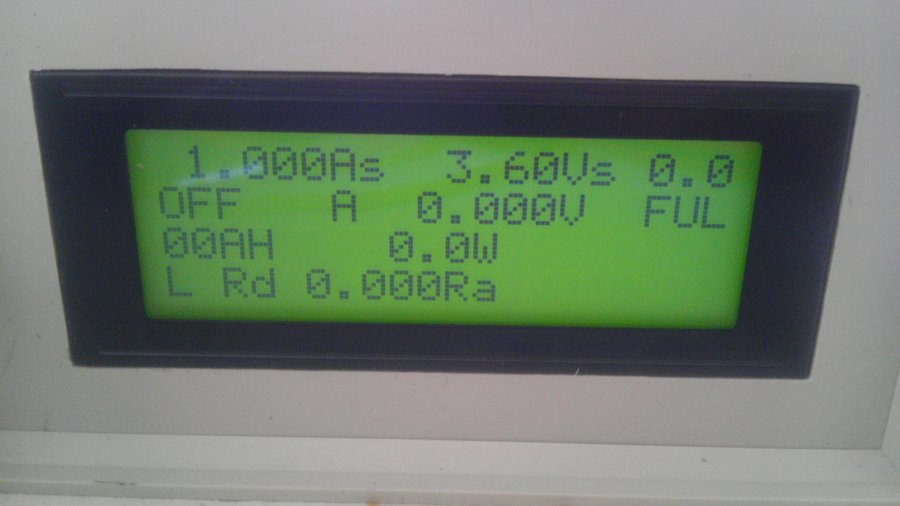 1.000As 3.60Vs 0.0
OFF A 0.000V FUL
00AH 0.0W
L Rd 0.000Ra